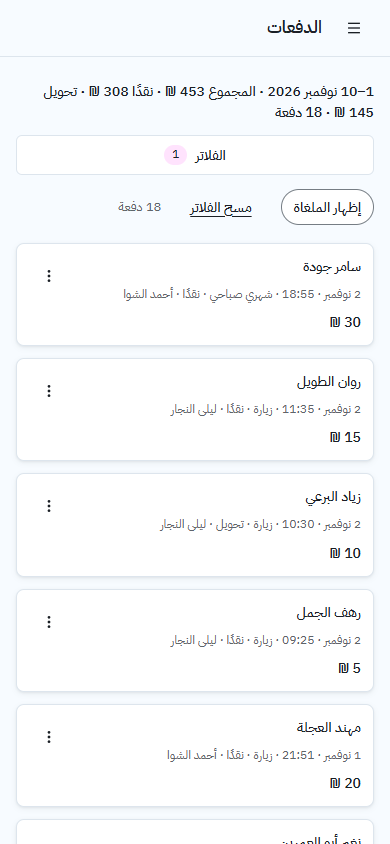 الدفعات
1–10 نوفمبر 2026 · المجموع 453 ₪ · نقدًا 308 ₪ · تحويل
145 ₪ · 18 دفعة
الفلاتر 1
إظهار الملغاة مسح الفلاتر 18 دفعة
سامر جودة
2 نوفمبر · 18:55 · شهري صباحي · نقدًا · أحمد الشوا
30 ₪
روان الطويل
2 نوفمبر · 11:35 · زيارة · نقدًا · ليلى النجار
15 ₪
زياد البرعي
2 نوفمبر · 10:30 · زيارة · تحويل · ليلى النجار
10 ₪
رهف الجمل
2 نوفمبر · 09:25 · زيارة · نقدًا · ليلى النجار
5 ₪
مهند العجلة
1 نوفمبر · 21:51 · زيارة · نقدًا · أحمد الشوا
20 ₪